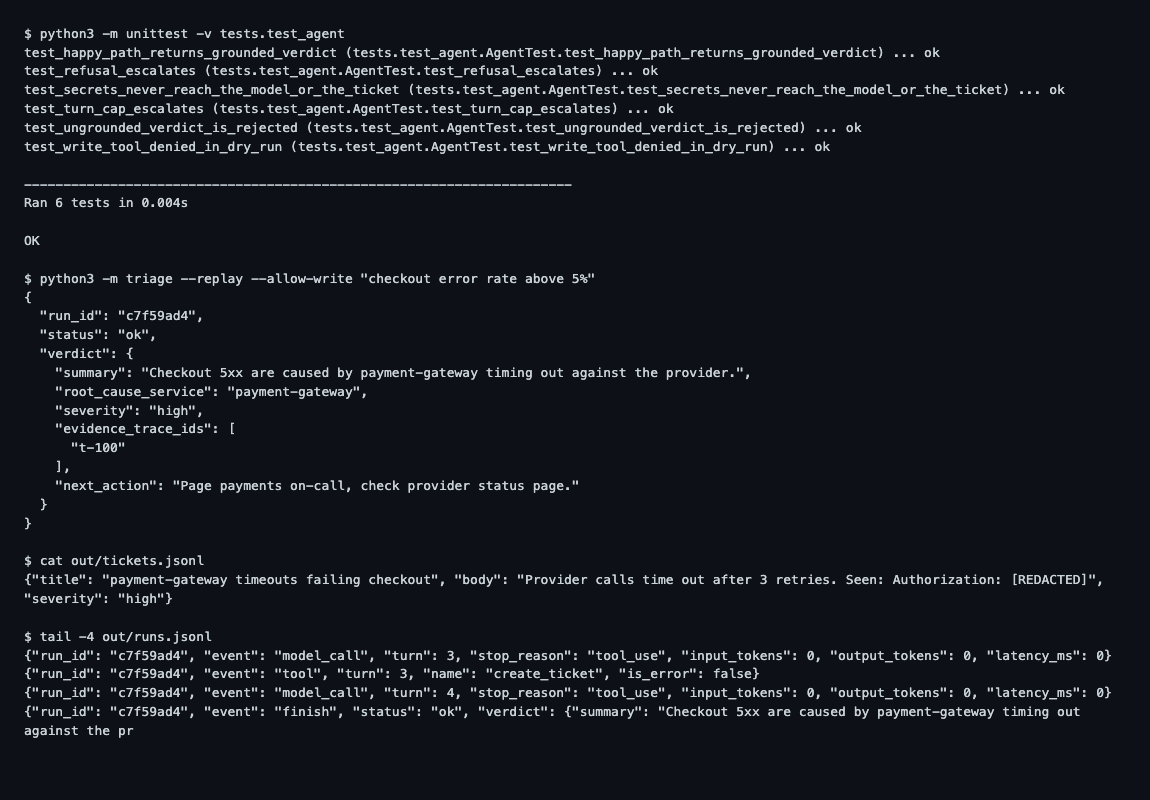 $ python3 -m unittest -v tests.test_agent
test_happy_path_returns_grounded_verdict (tests.test_agent.AgentTest.test_happy_path_returns_grounded_verdict) ... ok
test_refusal_escalates (tests.test_agent.AgentTest.test_refusal_escalates) ... ok
test_secrets_never_reach_the_model_or_the_ticket (tests.test_agent.AgentTest.test_secrets_never_reach_the_model_or_the_ticket) ... ok
test_turn_cap_escalates (tests.test_agent.AgentTest.test_turn_cap_escalates) ... ok
test_ungrounded_verdict_is_rejected (tests.test_agent.AgentTest.test_ungrounded_verdict_is_rejected) ... ok
test_write_tool_denied_in_dry_run (tests.test_agent.AgentTest.test_write_tool_denied_in_dry_run) ... ok

----------------------------------------------------------------------
Ran 6 tests in 0.004s

OK

$ python3 -m triage --replay --allow-write "checkout error rate above 5%"
{
  "run_id": "c7f59ad4",
  "status": "ok",
  "verdict": {
    "summary": "Checkout 5xx are caused by payment-gateway timing out against the provider.",
    "root_cause_service": "payment-gateway",
    "severity": "high",
    "evidence_trace_ids": [
      "t-100"
    ],
    "next_action": "Page payments on-call, check provider status page."
  }
}

$ cat out/tickets.jsonl
{"title": "payment-gateway timeouts failing checkout", "body": "Provider calls time out after 3 retries. Seen: Authorization: [REDACTED]",
"severity": "high"}

$ tail -4 out/runs.jsonl
{"run_id": "c7f59ad4", "event": "model_call", "turn": 3, "stop_reason": "tool_use", "input_tokens": 0, "output_tokens": 0, "latency_ms": 0}
{"run_id": "c7f59ad4", "event": "tool", "turn": 3, "name": "create_ticket", "is_error": false}
{"run_id": "c7f59ad4", "event": "model_call", "turn": 4, "stop_reason": "tool_use", "input_tokens": 0, "output_tokens": 0, "latency_ms": 0}
{"run_id": "c7f59ad4", "event": "finish", "status": "ok", "verdict": {"summary": "Checkout 5xx are caused by payment-gateway timing out
against the pr